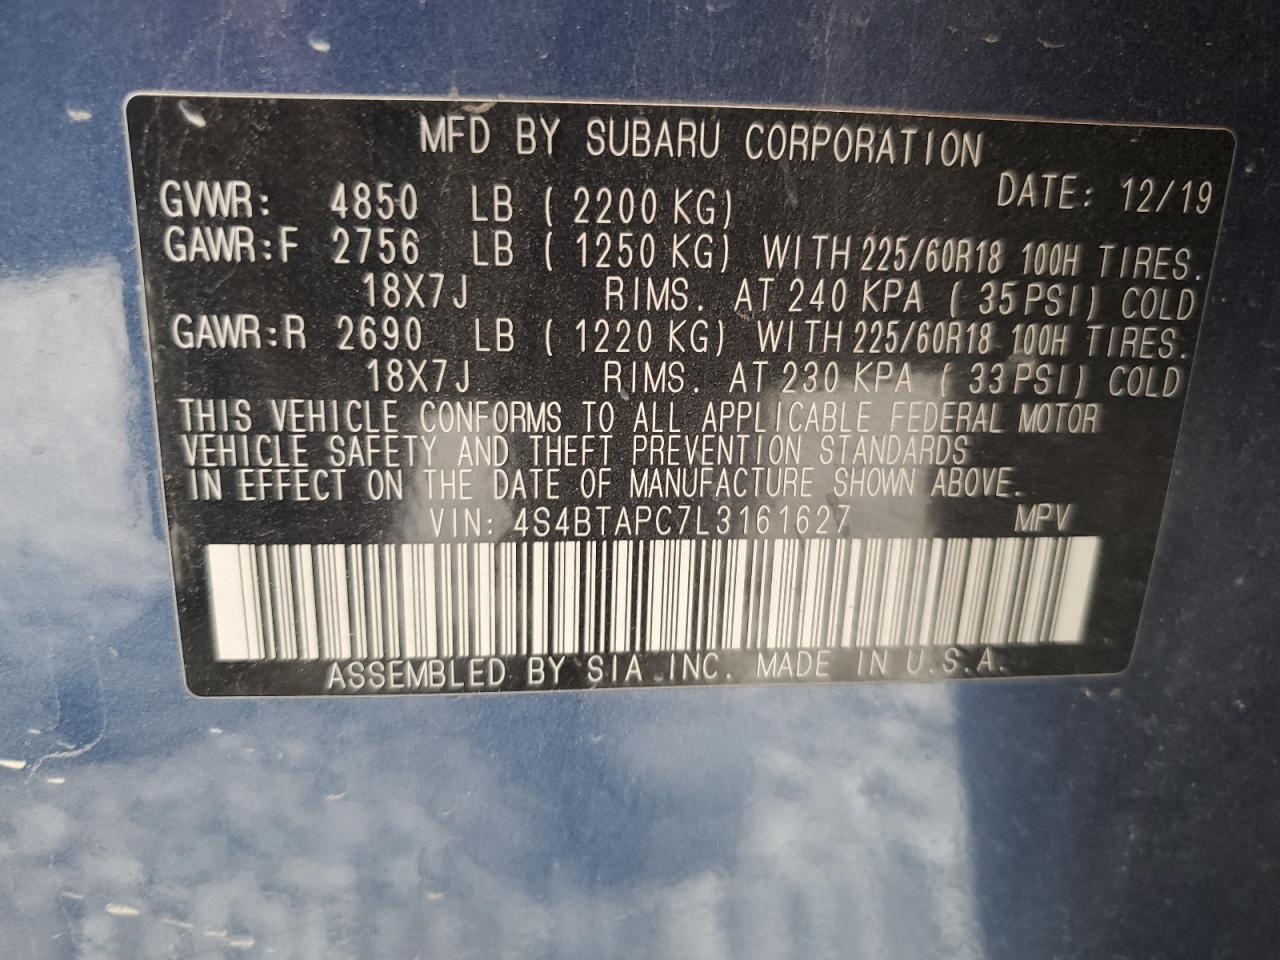 MFD BY SUBARU CORPORATION
DATE: 12/19
GVWR: 4850 LB ( 2200 KG)
GAWR:F 2756 LB ( 1250 KG) WITH 225/60R18 100H TIRES.
18X7J RIMS. AT 240 KPA ( 35 PSI) COLD
GAWR:R 2690 LB ( 1220 KG) WITH 225/60R18 100H TIRES.
18X7J RIMS. AT 230 KPA ( 33 PSI) COLD
THIS VEHICLE CONFORMS TO ALL APPLICABLE FEDERAL MOTOR
VEHICLE SAFETY AND THEFT PREVENTION STANDARDS
IN EFFECT ON THE DATE OF MANUFACTURE SHOWN ABOVE.
VIN: 4S4BTAPC7L3161627 MPV
ASSEMBLED BY SIA INC. MADE IN U.S.A.